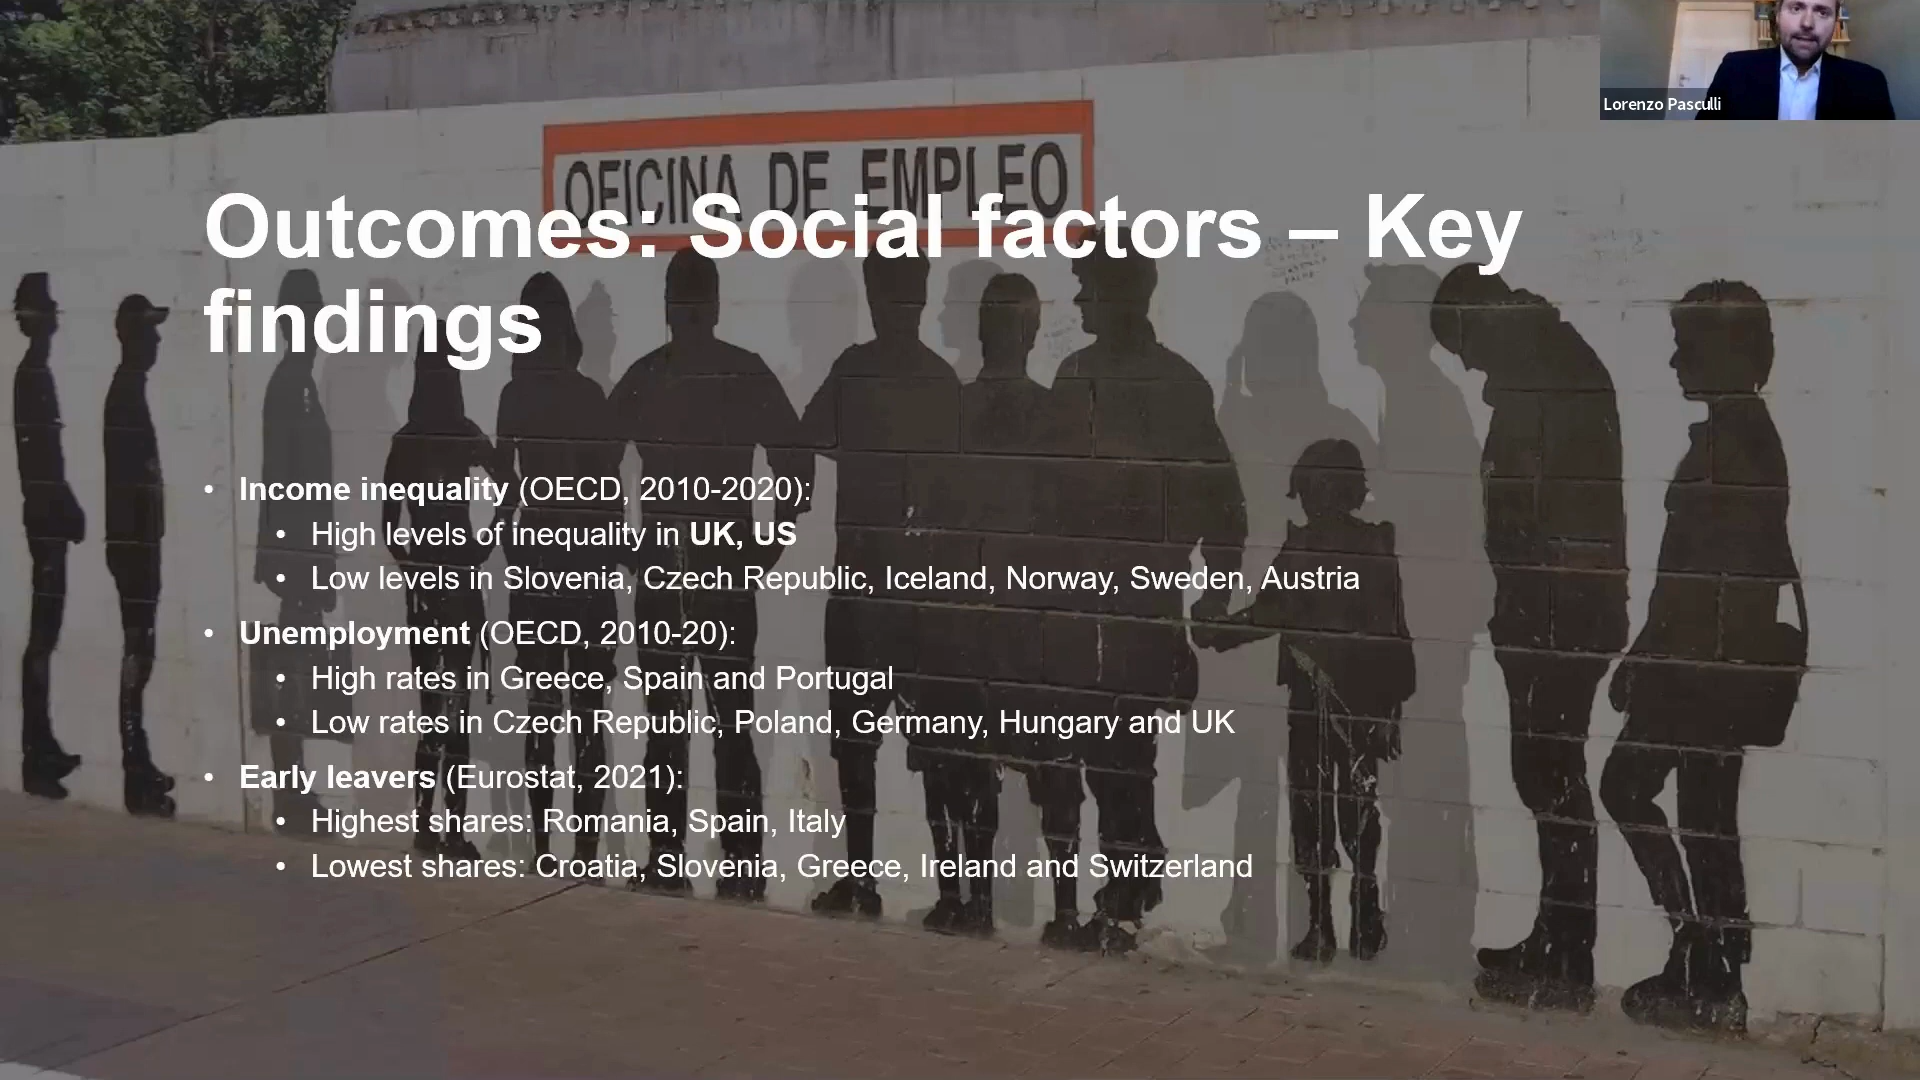 Lorenzo Pasculli
OFICINA DE EMPLEO
Outcomes: Social factors – Key
findings
• Income inequality (OECD, 2010-2020):
• High levels of inequality in UK, US
• Low levels in Slovenia, Czech Republic, Iceland, Norway, Sweden, Austria
• Unemployment (OECD, 2010-20):
• High rates in Greece, Spain and Portugal
• Low rates in Czech Republic, Poland, Germany, Hungary and UK
• Early leavers (Eurostat, 2021):
• Highest shares: Romania, Spain, Italy
• Lowest shares: Croatia, Slovenia, Greece, Ireland and Switzerland